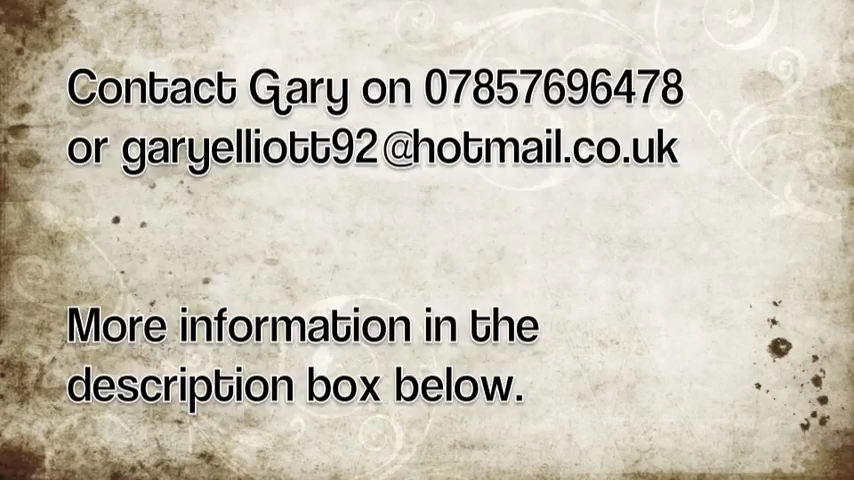 Contact Gary on 07857696478
or garyelliott92@hotmail.co.uk
More information in the
description box below.